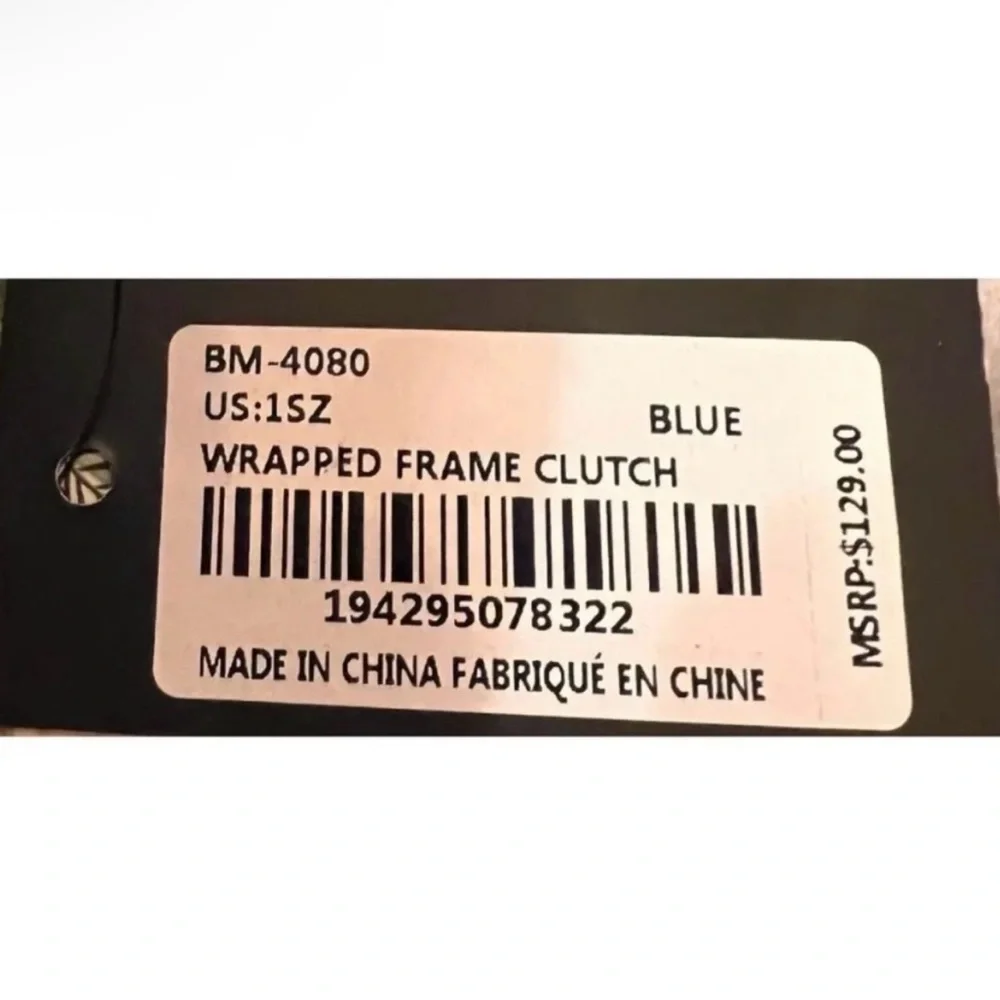 BM-4080
US:1SZ
BLUE
WRAPPED FRAME CLUTCH
194295078322
MADE IN CHINA FABRIQUÉ EN CHINE
MSRP:$129.00